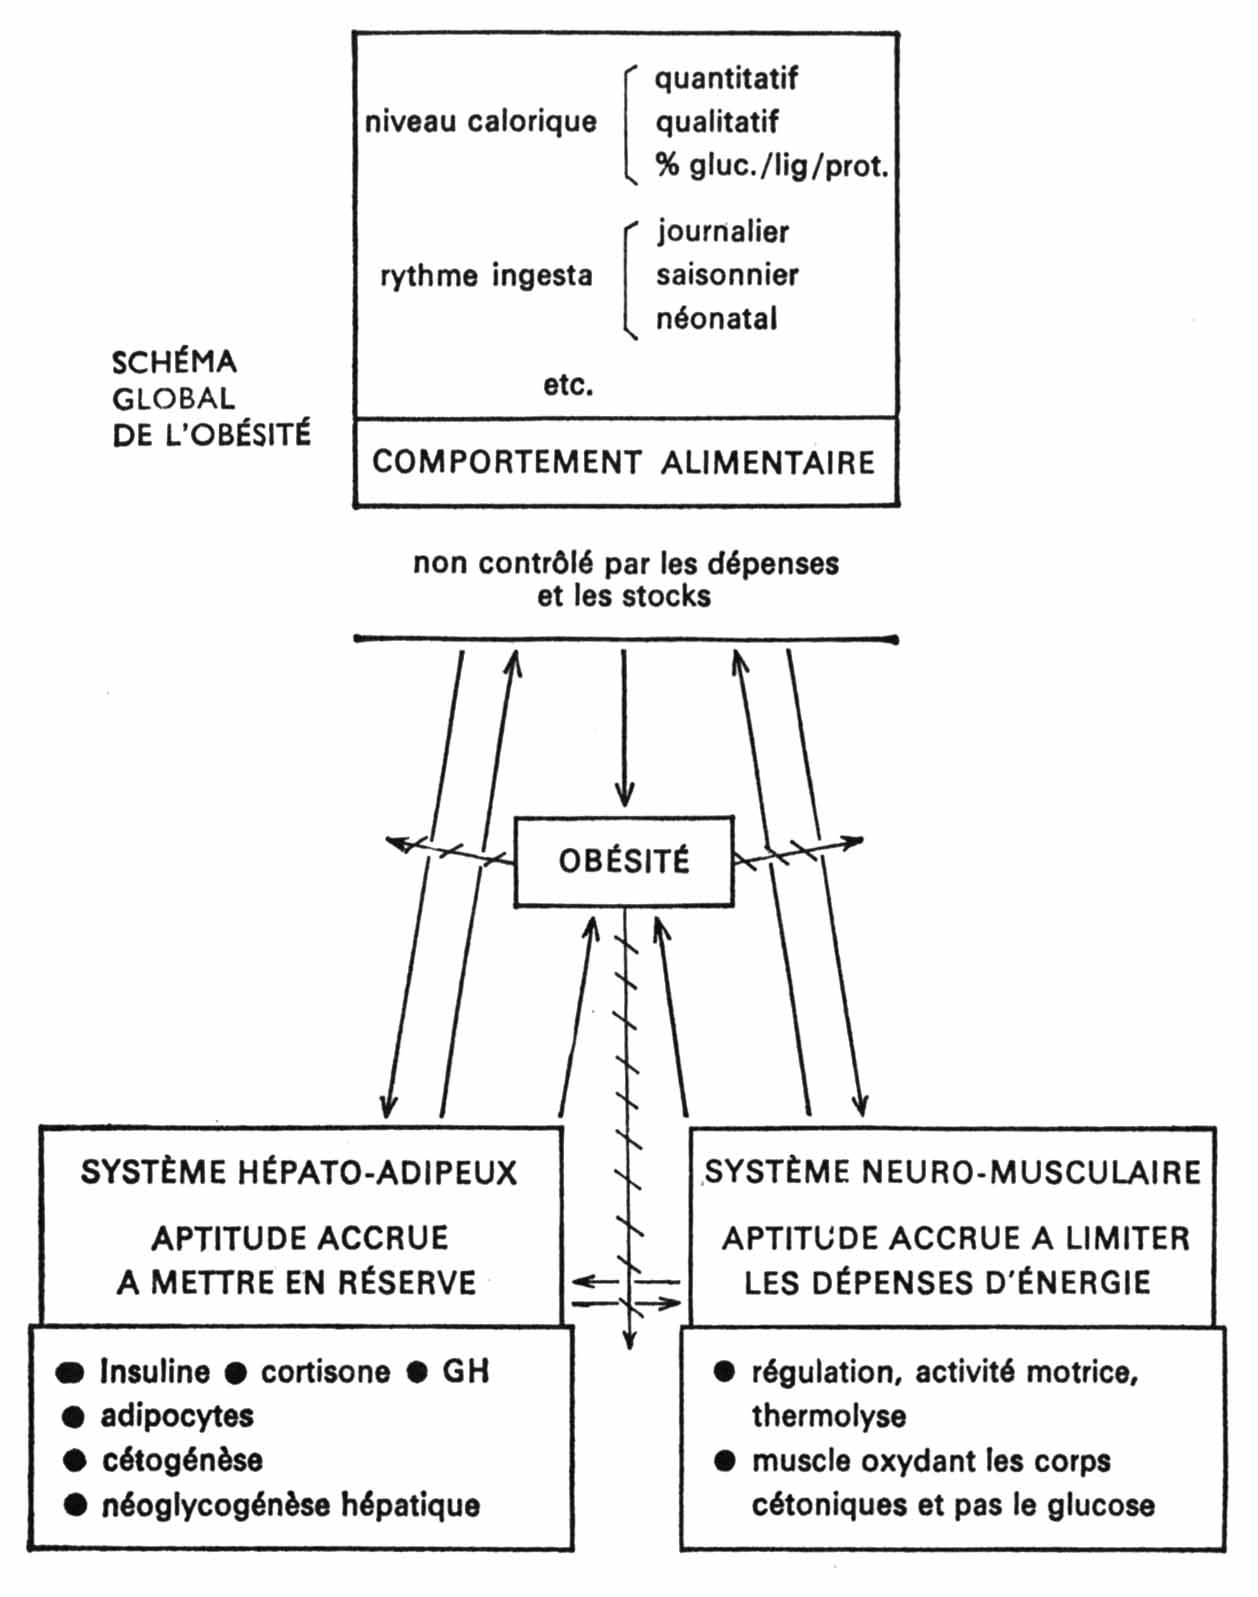 niveau calorique
quantitatif
qualitatif
% gluc./lig/prot.
rythme ingesta
journalier
saisonnier
néonatal
etc.
SCHÉMA
GLOBAL
DE L'OBÉSITÉ
COMPORTEMENT ALIMENTAIRE
non contrôlé par les dépenses
et les stocks
OBÉSITÉ
SYSTÈME HÉPATO-ADIPEUX
APTITUDE ACCRUE
A METTRE EN RÉSERVE
● Insuline ● cortisone ● GH
● adipocytes
● cétogénèse
● néoglycogénèse hépatique
SYSTÈME NEURO-MUSCULAIRE
APTITUDE ACCRUE A LIMITER
LES DÉPENSES D'ÉNERGIE
● régulation, activité motrice,
thermolyse
● muscle oxydant les corps
cétoniques et pas le glucose